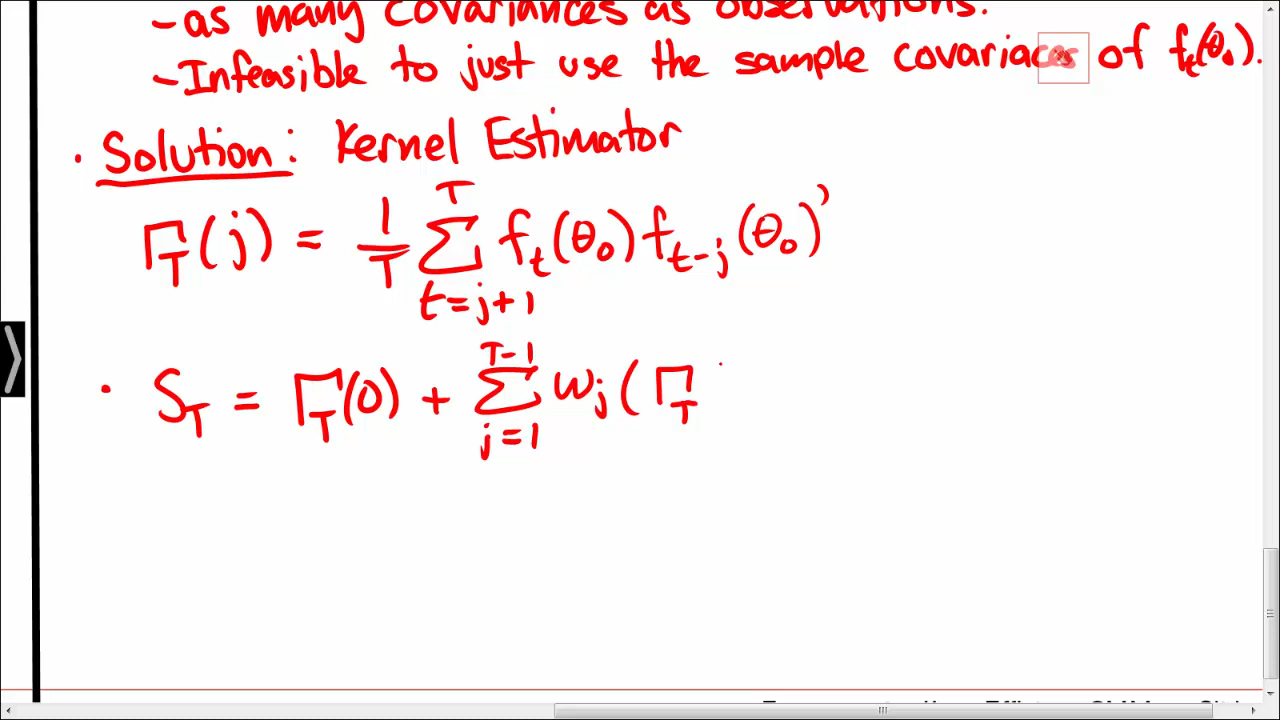 -as many covariances as observations.
-Infeasible to just use the sample covariaces of f_t(θ_0).
• Solution: Kernel Estimator
Γ_T(j) = 1/T Σ_{t=j+1}^{T} f_t(θ_0) f_{t-j}(θ_0)'
• S_T = Γ_T(0) + Σ_{j=1}^{T-1} w_j ( Γ_T